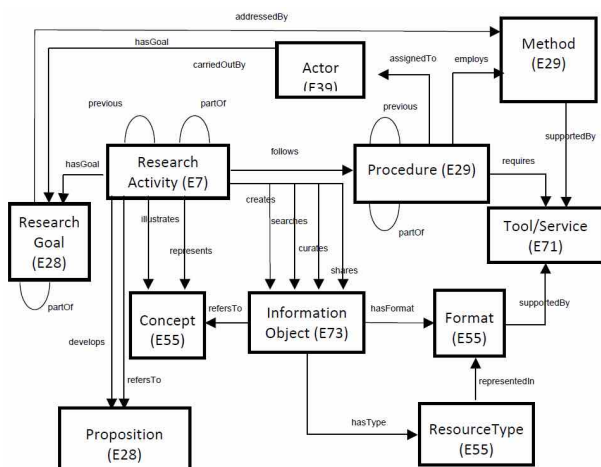 addressedBy
hasGoal
Actor
(E39)
carriedOutBy
assignedTo
employs
Method
(E29)
previous
partOf
previous
supportedBy
hasGoal
Research
Activity (E7)
follows
Procedure (E29)
requires
Research
Goal
(E28)
illustrates
represents
creates
searches
curates
shares
partOf
Tool/Service
(E71)
partOf
Concept
(E55)
refersTo
Information
Object (E73)
hasFormat
Format
(E55)
supportedBy
develops
refersTo
representedIn
Proposition
(E28)
hasType
ResourceType
(E55)